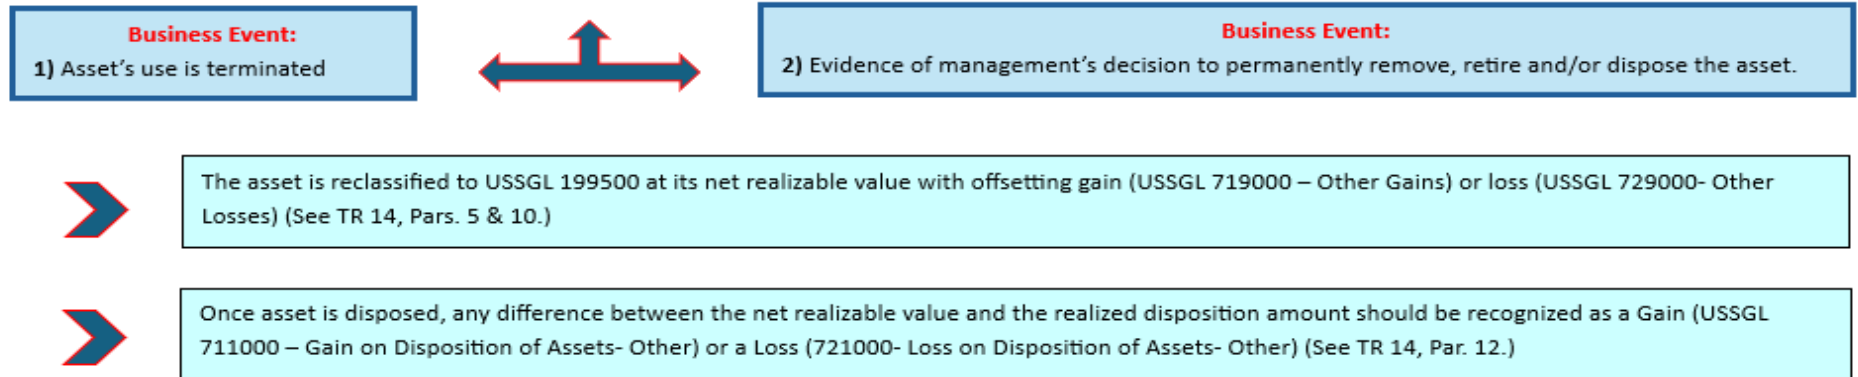 Business Event:
1) Asset's use is terminated
Business Event:
2) Evidence of management's decision to permanently remove, retire and/or dispose the asset.
The asset is reclassified to USSGL 199500 at its net realizable value with offsetting gain (USSGL 719000 – Other Gains) or loss (USSGL 729000- Other
Losses) (See TR 14, Pars. 5 & 10.)
Once asset is disposed, any difference between the net realizable value and the realized disposition amount should be recognized as a Gain (USSGL
711000 – Gain on Disposition of Assets- Other) or a Loss (721000- Loss on Disposition of Assets- Other) (See TR 14, Par. 12.)